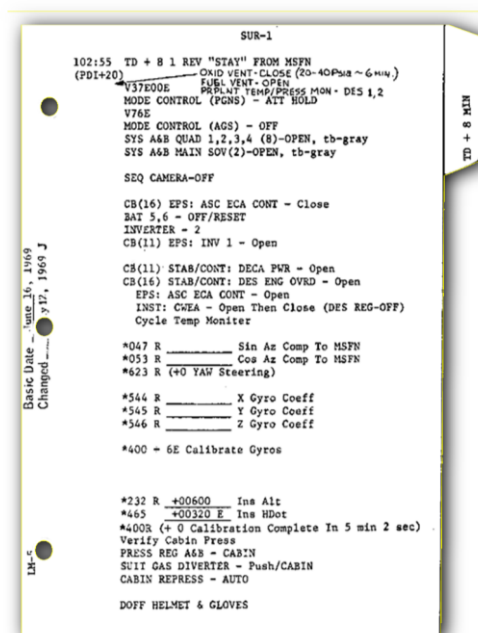 SUR-1
102:55 TD + 8 1 REV "STAY" FROM MSFN
(PDI+20) OXID VENT-CLOSE (20-40 PSIA ~ 6 MIN.)
FUEL VENT-OPEN
V37E00E PRPLNT TEMP/PRESS MON - DES 1,2
MODE CONTROL (PGNS) - ATT HOLD
V76E
MODE CONTROL (AGS) - OFF
SYS A&B QUAD 1,2,3,4 (8)-OPEN, tb-gray
SYS A&B MAIN SOV(2)-OPEN, tb-gray
SEQ CAMERA-OFF
CB(16) EPS: ASC ECA CONT - Close
BAT 5,6 - OFF/RESET
INVERTER - 2
CB(11) EPS: INV 1 - Open
CB(11) STAB/CONT: DECA PWR - Open
CB(16) STAB/CONT: DES ENG OVRD - Open
EPS: ASC ECA CONT - Open
INST: CWEA - Open Then Close (DES REG-OFF)
Cycle Temp Moniter
*047 R ________ Sin Az Comp To MSFN
*053 R ________ Cos Az Comp To MSFN
*623 R (+0 YAW Steering)
*544 R ________ X Gyro Coeff
*545 R ________ Y Gyro Coeff
*546 R ________ Z Gyro Coeff
*400 + 6E Calibrate Gyros
*232 R +00600 Ins Alt
*465 +00320 E Ins HDot
*400R (+ 0 Calibration Complete In 5 min 2 sec)
Verify Cabin Press
PRESS REG A&B - CABIN
SUIT GAS DIVERTER - Push/CABIN
CABIN REPRESS - AUTO
DOFF HELMET & GLOVES
TD + 8 MIN
Basic Date June 16, 1969
Changed y 12, 1969 J
LM-5